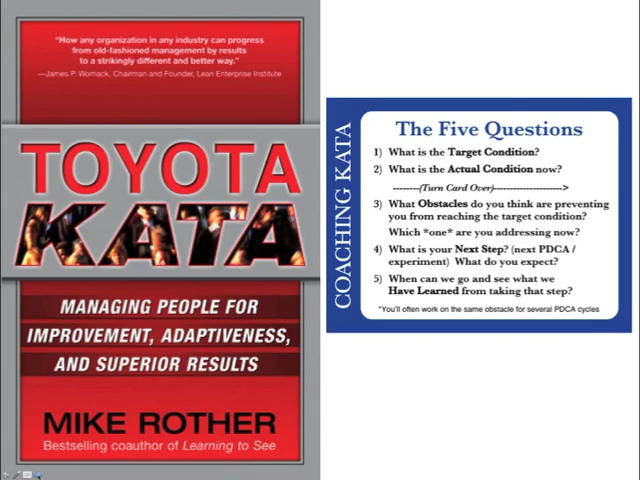 “How any organization in any industry can progress
from old-fashioned management by results
to a strikingly different and better way.”
—James P. Womack, Chairman and Founder, Lean Enterprise Institute
TOYOTA
KATA
MANAGING PEOPLE FOR
IMPROVEMENT, ADAPTIVENESS,
AND SUPERIOR RESULTS
MIKE ROTHER
Bestselling coauthor of Learning to See
COACHING KATA
The Five Questions
1) What is the Target Condition?
2) What is the Actual Condition now?
--------(Turn Card Over)--------------------->
3) What Obstacles do you think are preventing
you from reaching the target condition?
Which *one* are you addressing now?
4) What is your Next Step? (next PDCA /
experiment) What do you expect?
5) When can we go and see what we
Have Learned from taking that step?
*You'll often work on the same obstacle for several PDCA cycles